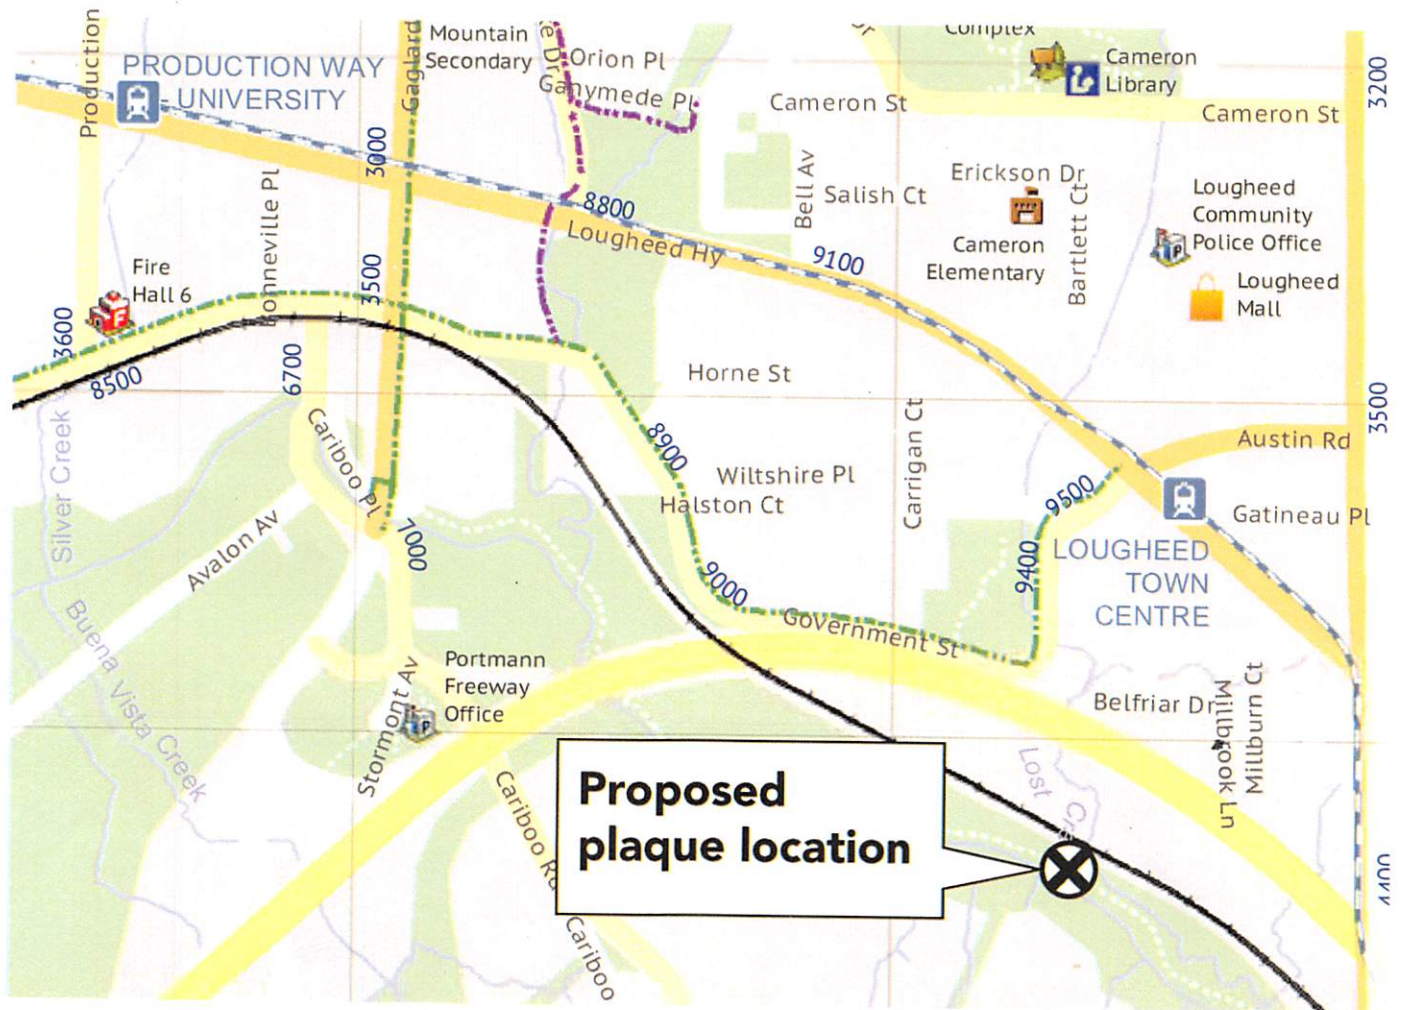 Production
Gaglardi
Mountain
Secondary
Orion Pl
Ganymede Pl
Complex
Cameron
Library
3200
PRODUCTION WAY
- UNIVERSITY
Cameron St
Cameron St
3000
Bonneville Pl
8800
Lougheed Hy
Bell Av
Salish Ct
Erickson Dr
Cameron
Elementary
Bartlett Ct
Lougheed
Community
Police Office
Lougheed
Mall
9100
Fire
Hall 6
3500
3600
8500
6700
Horne St
3500
Austin Rd
Silver Creek
Cariboo Pl
8900
Wiltshire Pl
Halston Ct
Carrigan Ct
9500
Gatineau Pl
Avalon Av
7000
9000
9400
LOUGHEED
TOWN
CENTRE
Government St
Buena Vista Creek
Stormont Av
Portmann
Freeway
Office
Belfriar Dr
Millbrook Ln
Millburn Ct
Proposed
plaque location
Lost
Cariboo Rd
Cariboo
4400